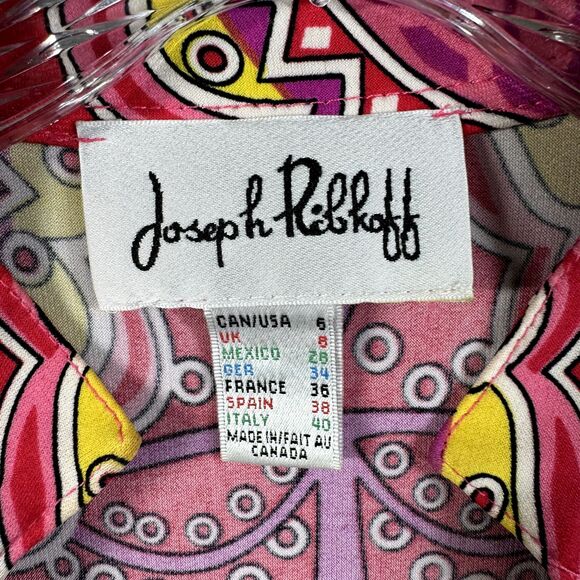 Joseph Ribkoff
CAN/USA 6
UK 8
MEXICO 28
GER 34
FRANCE 36
SPAIN 38
ITALY 40
MADE IN/FAIT AU
CANADA